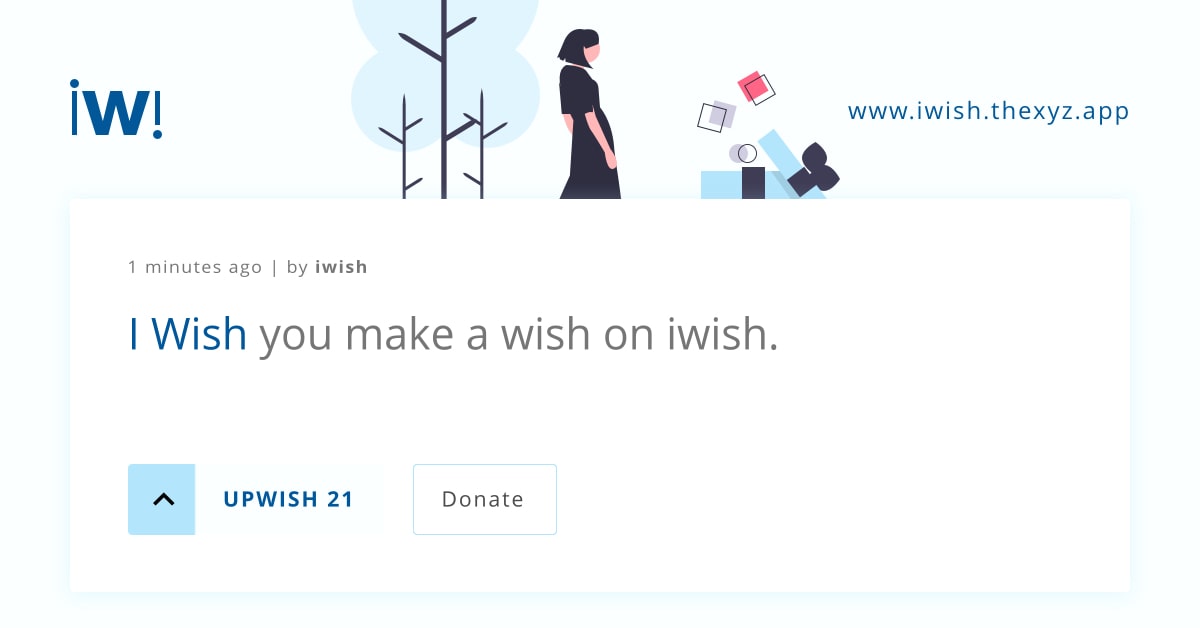 iW!
www.iwish.thexyz.app
1 minutes ago | by iwish
I Wish you make a wish on iwish.
UPWISH 21
Donate